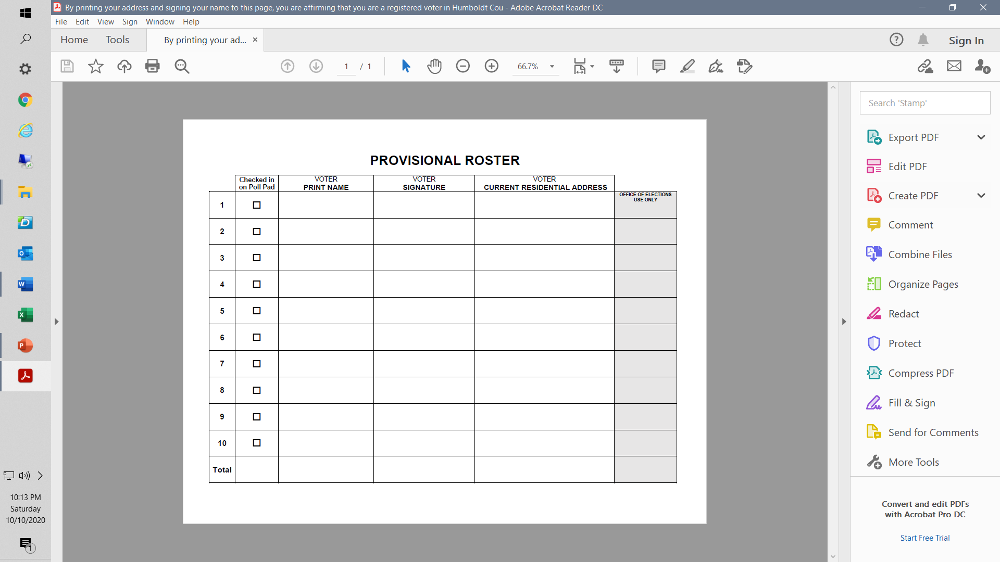 By printing your address and signing your name to this page, you are affirming that you are a registered voter in Humboldt Cou - Adobe Acrobat Reader DC
File Edit View Sign Window Help
Home Tools By printing your ad... Sign In
1 / 1 66.7%
Search 'Stamp'
Export PDF
Edit PDF
Create PDF
Comment
Combine Files
Organize Pages
Redact
Protect
Compress PDF
Fill & Sign
Send for Comments
More Tools
Convert and edit PDFs
with Acrobat Pro DC
Start Free Trial
PROVISIONAL ROSTER
Checked in
on Poll Pad
VOTER
PRINT NAME
VOTER
SIGNATURE
VOTER
CURRENT RESIDENTIAL ADDRESS
OFFICE OF ELECTIONS
USE ONLY
1
2
3
4
5
6
7
8
9
10
Total
10:13 PM
Saturday
10/10/2020
1